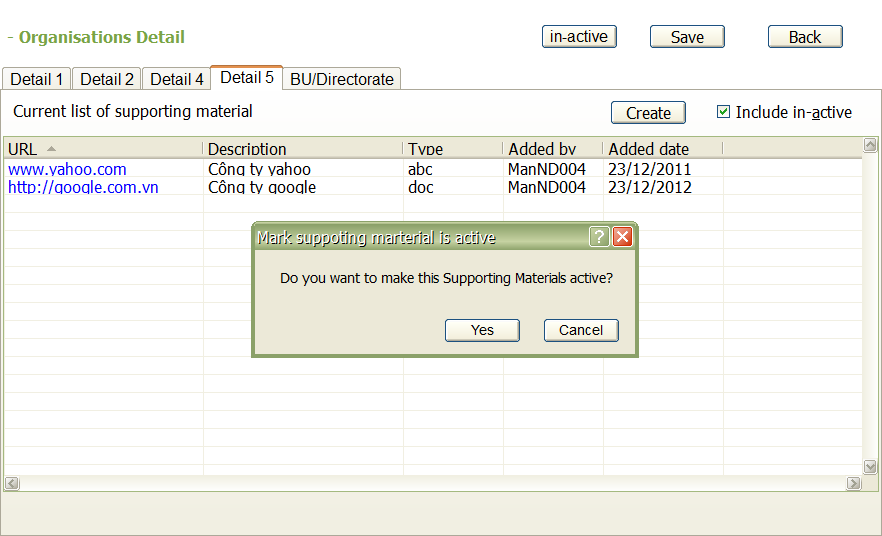 - Organisations Detail in-active Save Back
Detail 1 Detail 2 Detail 4 Detail 5 BU/Directorate
Current list of supporting material Create Include in-active
URL Description Type Added by Added date
www.yahoo.com Công ty yahoo abc ManND004 23/12/2011
http://google.com.vn Công ty google doc ManND004 23/12/2012
Mark suppoting marterial is active ?
Do you want to make this Supporting Materials active?
Yes Cancel